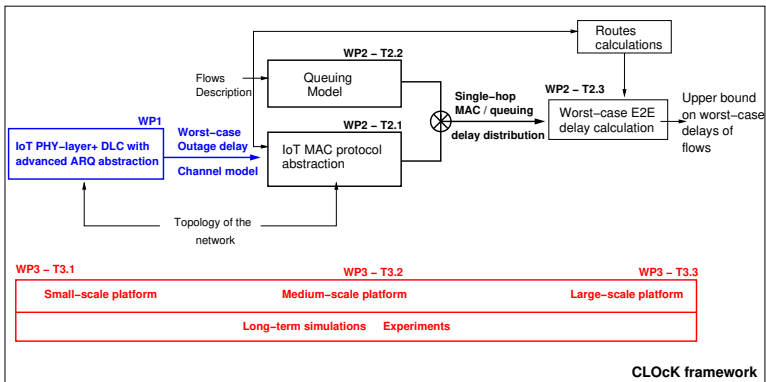 Routes
calculations
WP2 − T2.2
Flows
Description
Queuing
Model
WP2 − T2.3
Single−hop
MAC / queuing
delay distribution
Worst−case E2E
delay calculation
Upper bound
on worst−case
delays of
flows
WP1
IoT PHY−layer+ DLC with
advanced ARQ abstraction
Worst−case
Outage delay
Channel model
WP2 − T2.1
IoT MAC protocol
abstraction
Topology of the
network
WP3 − T3.1 WP3 − T3.2 WP3 − T3.3
Small−scale platform Medium−scale platform Large−scale platform
Long−term simulations Experiments
CLOcK framework